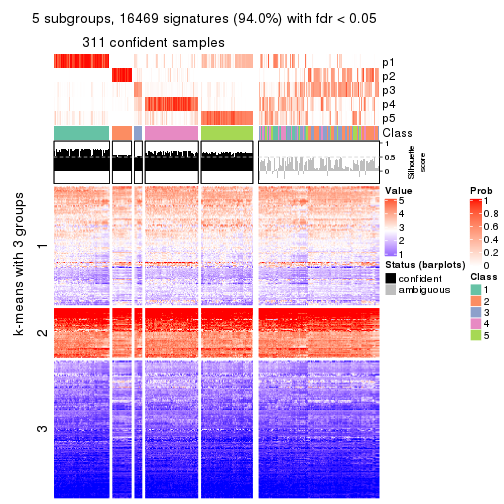 5 subgroups, 16469 signatures (94.0%) with fdr < 0.05
311 confident samples
p1
p2
p3
p4
p5
Class
1
0.5
0
Silhouette
score
k-means with 3 groups
1
2
3
Value
5
4
3
2
1
Status (barplots)
confident
ambiguous
Prob
1
0.8
0.6
0.4
0.2
0
Class
1
2
3
4
5